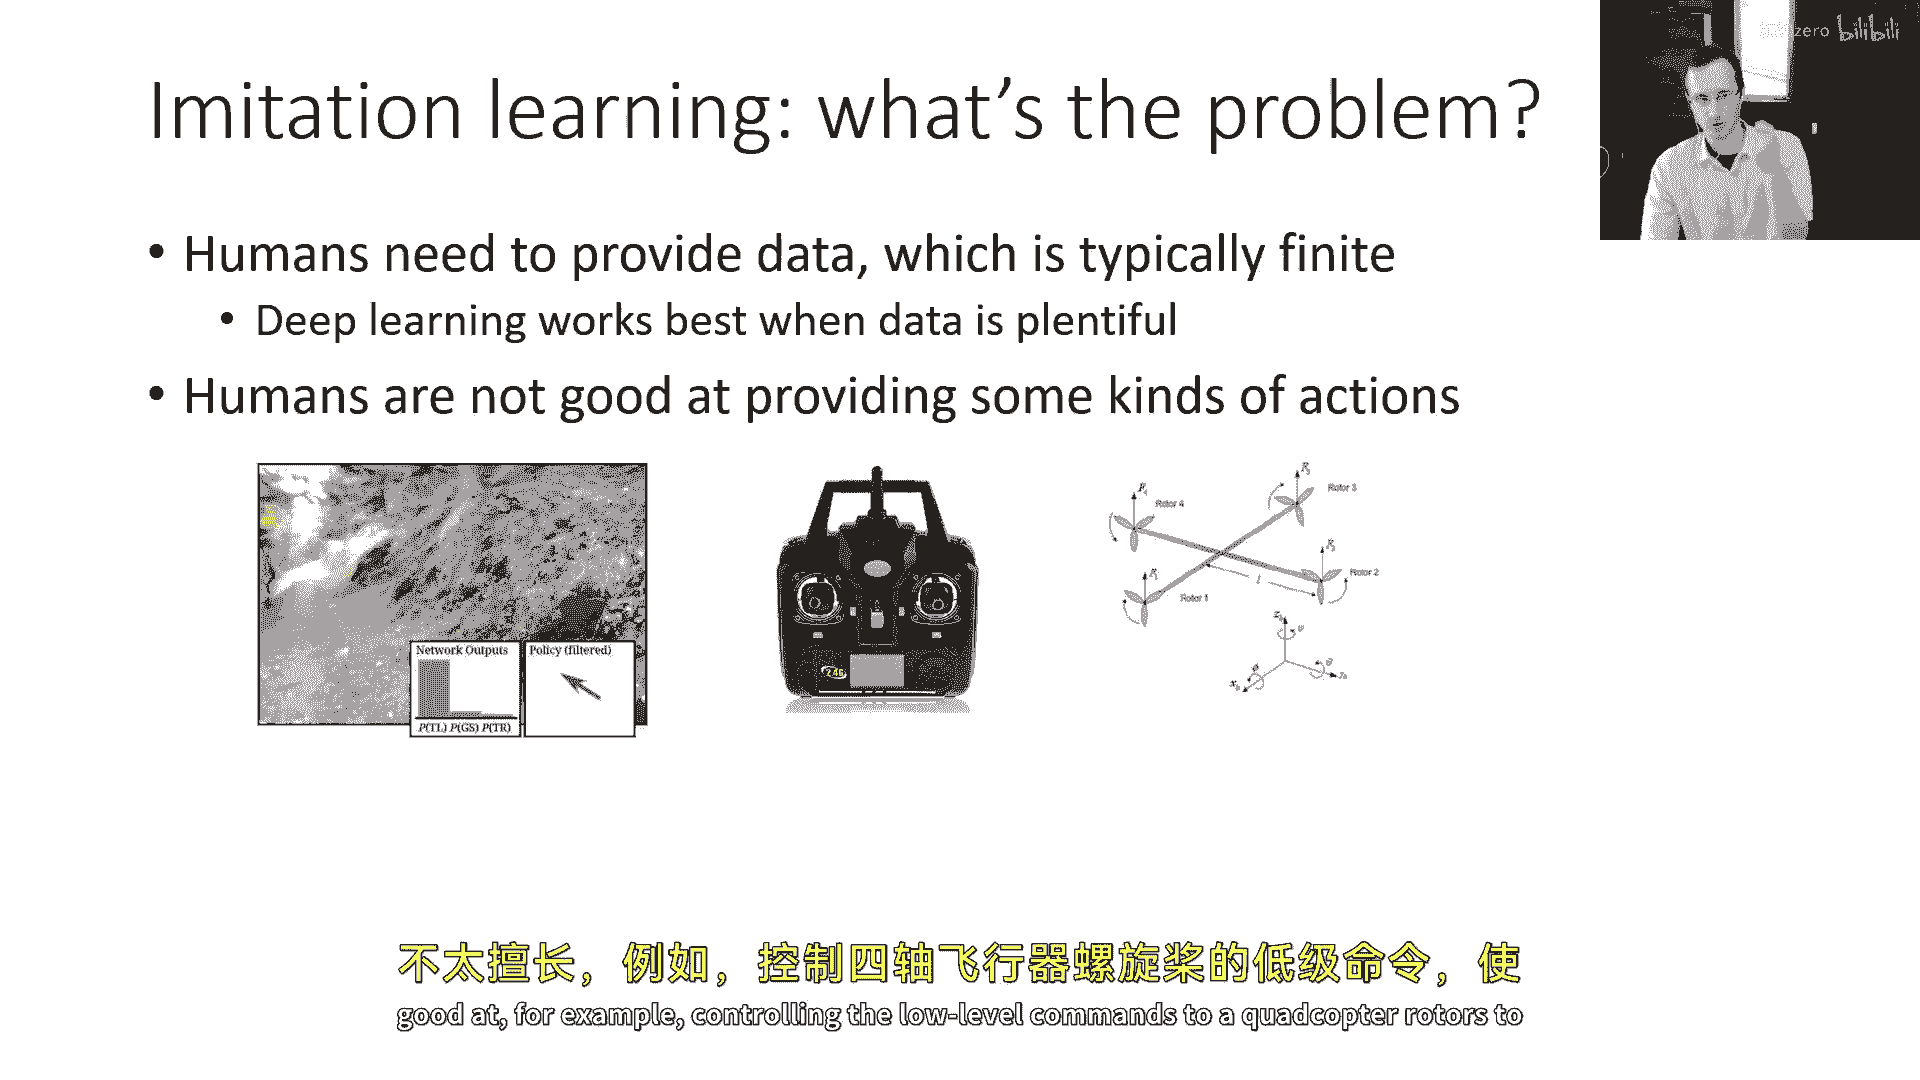 zero bilibili
Imitation learning: what's the problem?
• Humans need to provide data, which is typically finite
• Deep learning works best when data is plentiful
• Humans are not good at providing some kinds of actions
Rotor 3
Rotor 4
Rotor 2
Rotor 1
Network Outputs
Policy (filtered)
P(TL) P(GS) P(TR)
不太擅长，例如，控制四轴飞行器螺旋桨的低级命令，使
good at, for example, controlling the low-level commands to a quadcopter rotors to